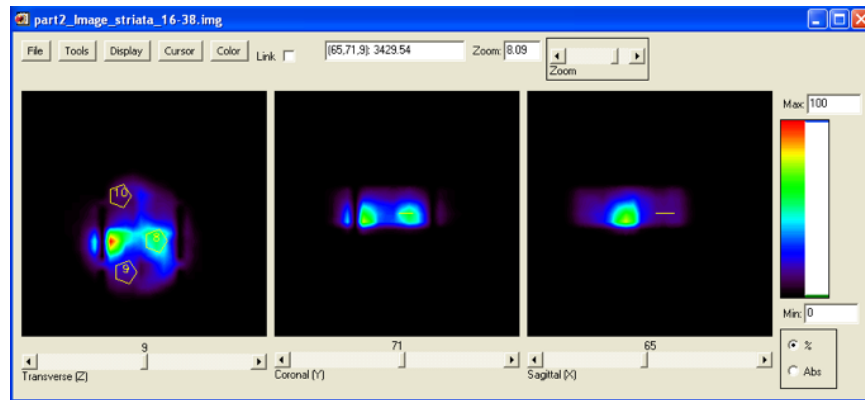 part2_Image_striata_16-38.img
File Tools Display Cursor Color Link (65,71,9): 3429.54 Zoom: 8.09
Zoom
Max: 100
10
8
9
Min: 0
9 71 65
Transverse (Z) Coronal (Y) Sagittal (X)
%
Abs